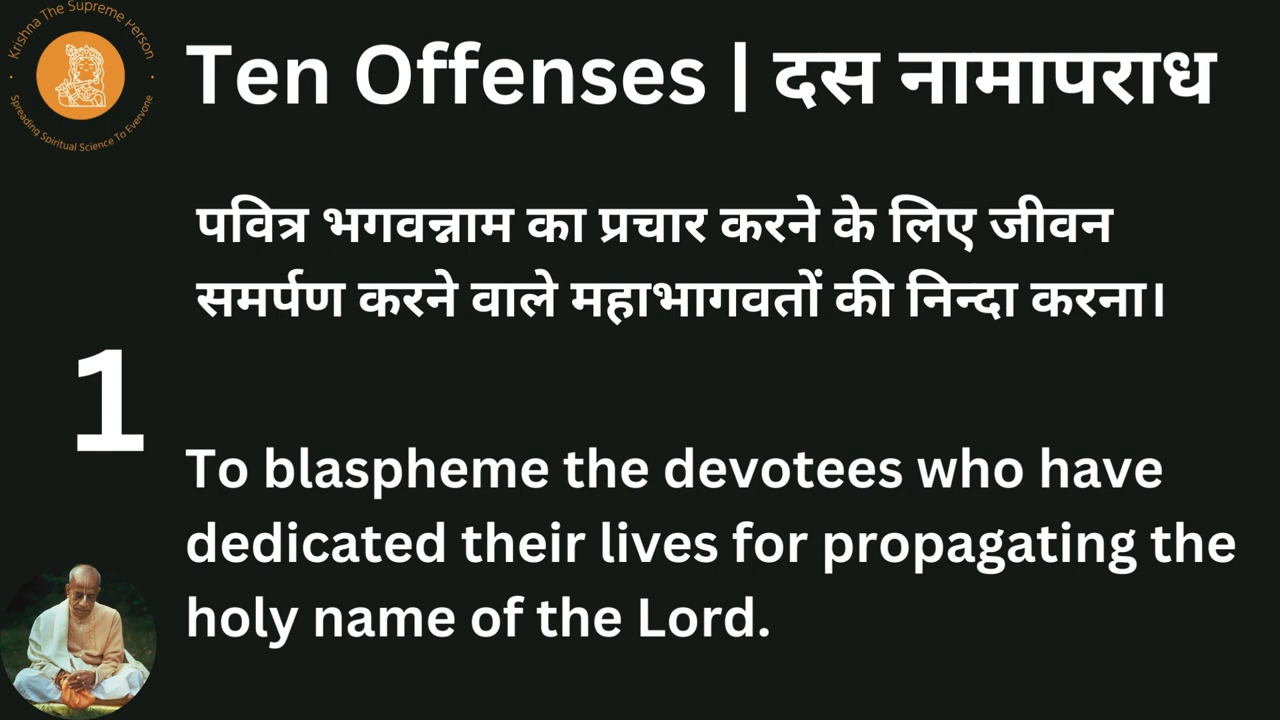 Krishna The Supreme Person
Spreading Spiritual Science To Everyone
Ten Offenses | दस नामापराध
पवित्र भगवन्नाम का प्रचार करने के लिए जीवन
समर्पण करने वाले महाभागवतों की निन्दा करना।
1
To blaspheme the devotees who have
dedicated their lives for propagating the
holy name of the Lord.